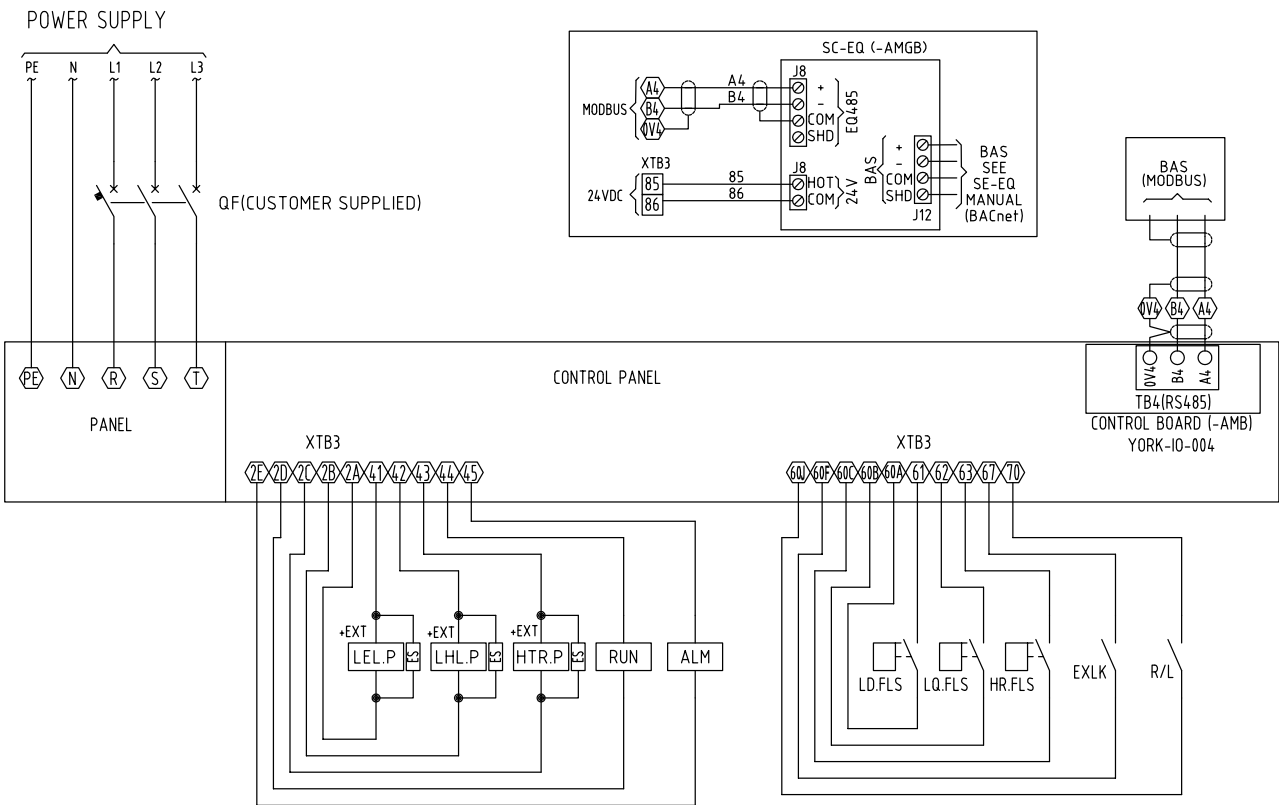 POWER SUPPLY
PE N L1 L2 L3
QF(CUSTOMER SUPPLIED)
SC-EQ (-AMGB)
MODBUS
A4
B4
0V4
A4
B4
J8
+
-
COM
SHD
EQ485
XTB3
24VDC
85
86
85
86
J8
HOT
COM
24V
BAS
+
-
COM
SHD
J12
BAS
SEE
SE-EQ
MANUAL
(BACnet)
BAS
(MODBUS)
0V4 B4 A4
0V4 B4 A4
TB4(RS485)
CONTROL BOARD (-AMB)
YORK-IO-004
PE N R S T
PANEL
CONTROL PANEL
XTB3
2E 2D 2C 2B 2A 41 42 43 44 45
XTB3
60J 60F 60C 60B 60A 61 62 63 67 70
+EXT +EXT +EXT
LEL.P ES LHL.P ES HTR.P ES RUN ALM
LD.FLS LQ.FLS HR.FLS EXLK R/L